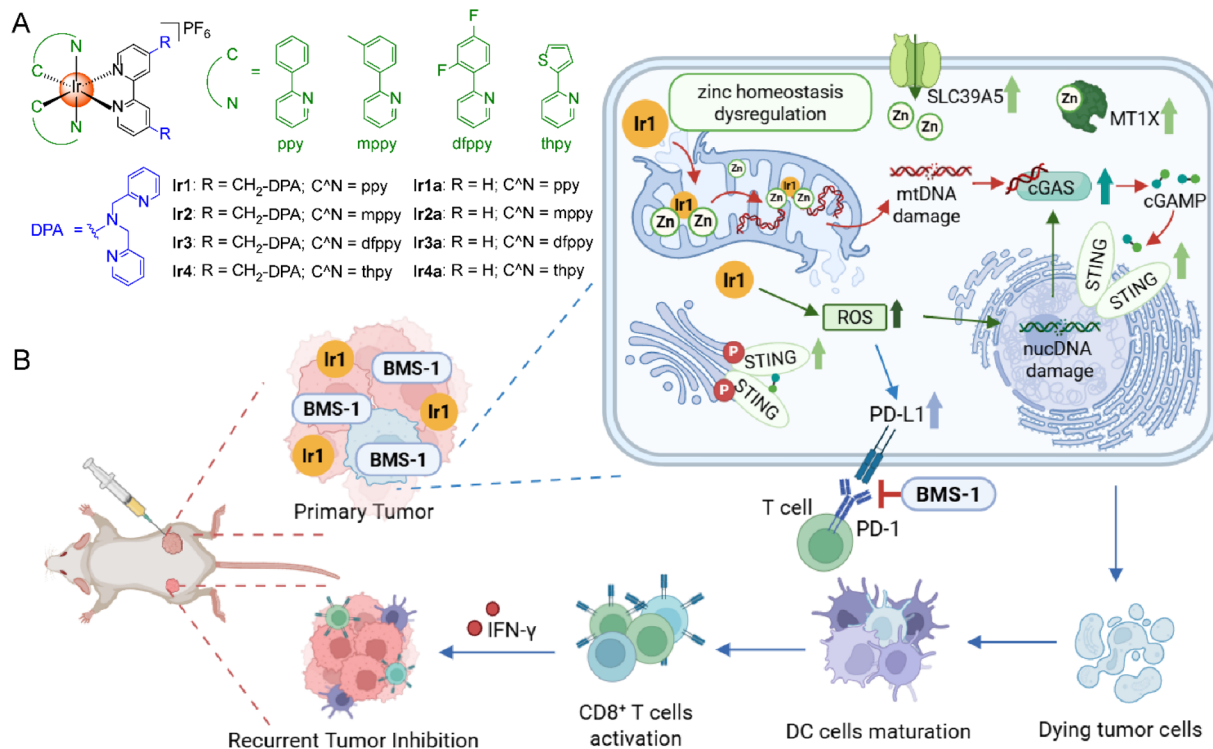 A
]PF6
R
N
C
Ir
N
N
C
N
R
C
N
=
N
ppy
N
mppy
F
F
N
dfppy
S
N
thpy
DPA =
N
N
N
Ir1: R = CH2-DPA; C^N = ppy
Ir2: R = CH2-DPA; C^N = mppy
Ir3: R = CH2-DPA; C^N = dfppy
Ir4: R = CH2-DPA; C^N = thpy
Ir1a: R = H; C^N = ppy
Ir2a: R = H; C^N = mppy
Ir3a: R = H; C^N = dfppy
Ir4a: R = H; C^N = thpy
zinc homeostasis
dysregulation
SLC39A5
Zn
Zn
Zn
MT1X
Ir1
Zn
Ir1
Zn
Zn
Ir1
Zn
Zn
mtDNA
damage
cGAS
cGAMP
STING
STING
Ir1
ROS
nucDNA
damage
P
STING
P
STING
PD-L1
T cell
PD-1
BMS-1
B
Ir1
BMS-1
BMS-1
Ir1
Ir1
BMS-1
Primary Tumor
IFN-γ
Recurrent Tumor Inhibition
CD8+ T cells
activation
DC cells maturation
Dying tumor cells